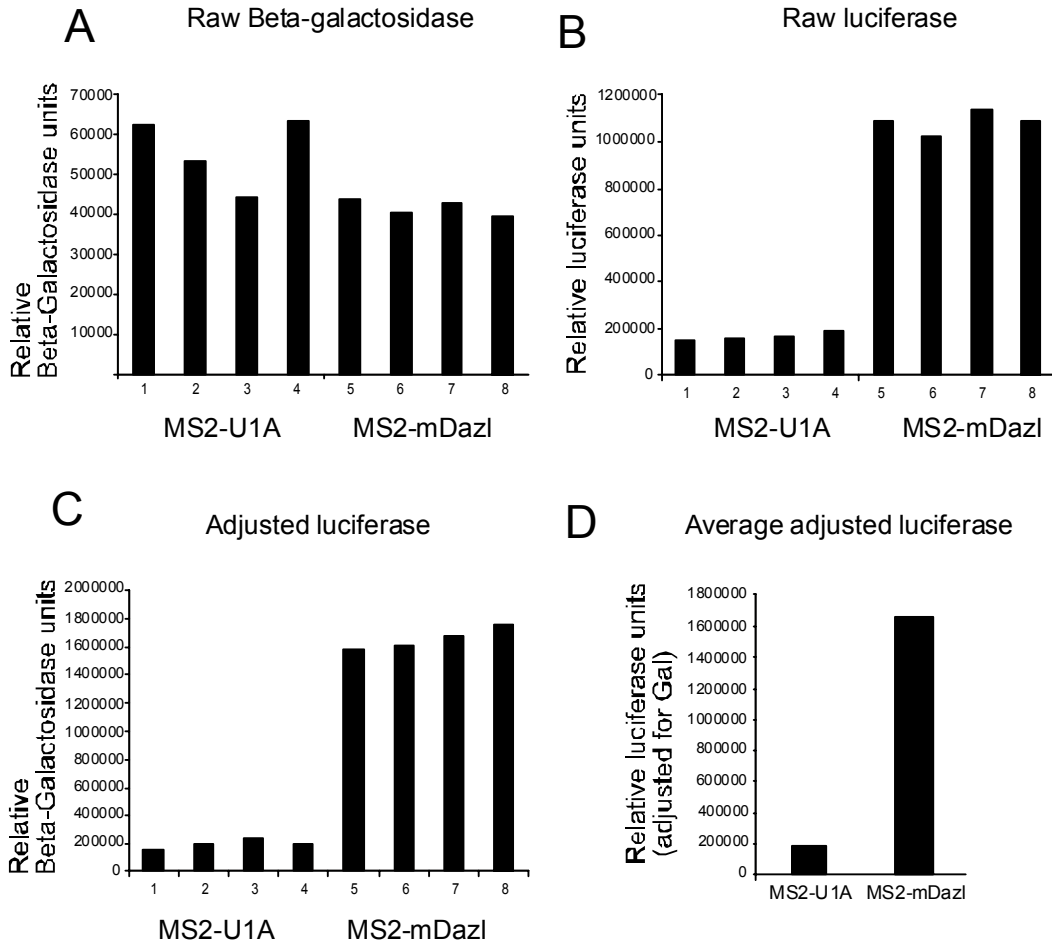 A
Raw Beta-galactosidase
Relative
Beta-Galactosidase units
70000
60000
50000
40000
30000
20000
10000
1 2 3 4 5 6 7 8
MS2-U1A MS2-mDazl
B
Raw luciferase
Relative luciferase units
1200000
1000000
800000
600000
400000
200000
0
1 2 3 4 5 6 7 8
MS2-U1A MS2-mDazl
C
Adjusted luciferase
Relative
Beta-Galactosidase units
2000000
1800000
1600000
1400000
1200000
1000000
800000
600000
400000
200000
0
1 2 3 4 5 6 7 8
MS2-U1A MS2-mDazl
D
Average adjusted luciferase
Relative luciferase units
(adjusted for Gal)
1800000
1600000
1400000
1200000
1000000
800000
600000
400000
200000
0
MS2-U1A MS2-mDazl